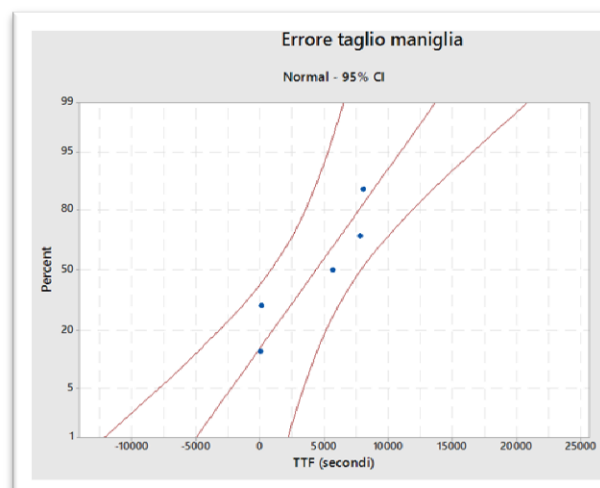 Errore taglio maniglia
Normal - 95% CI
99
95
80
50
20
5
1
Percent
-10000 -5000 0 5000 10000 15000 20000 25000
TTF (secondi)